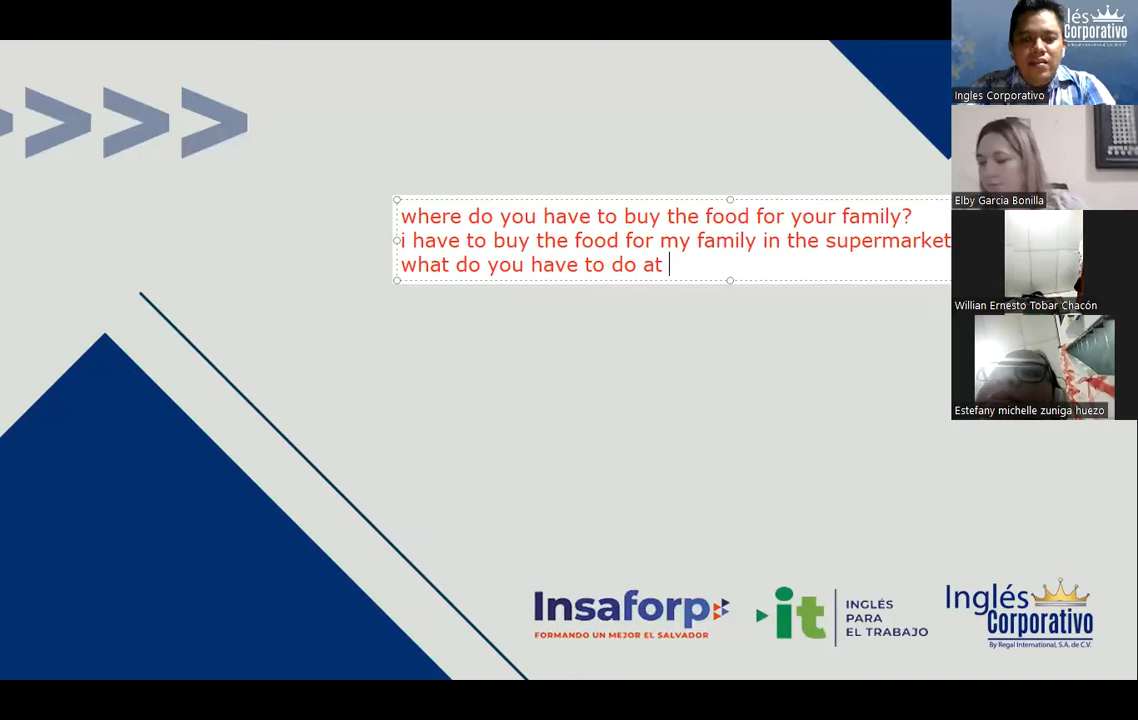 lés
Corporativo
Ingles Corporativo
Elby Garcia Bonilla
where do you have to buy the food for your family?
i have to buy the food for my family in the supermarket
what do you have to do at
Willian Ernesto Tobar Chacón
Estefany michelle zuniga huezo
Insaforp
FORMANDO UN MEJOR EL SALVADOR
it
INGLÉS
PARA
EL TRABAJO
Inglés
Corporativo
By Regal International, S.A. de C.V.